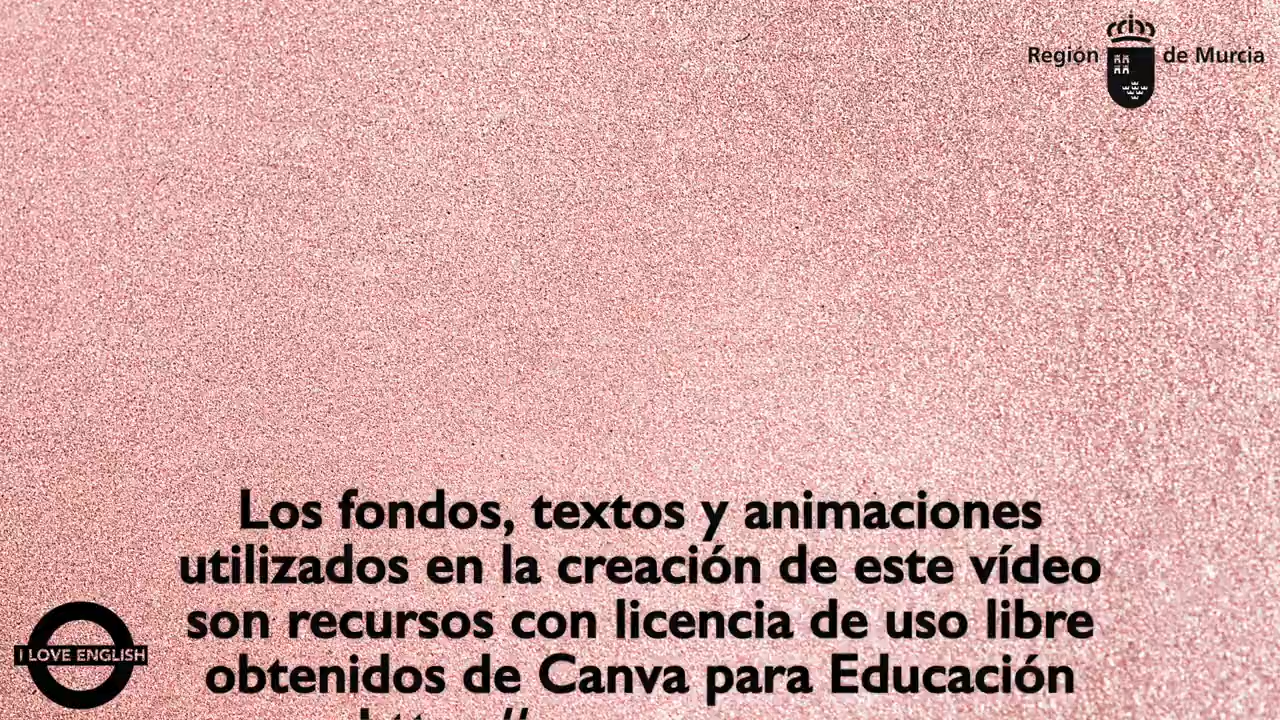 Región de Murcia
Los fondos, textos y animaciones
utilizados en la creación de este vídeo
son recursos con licencia de uso libre
obtenidos de Canva para Educación
I LOVE ENGLISH